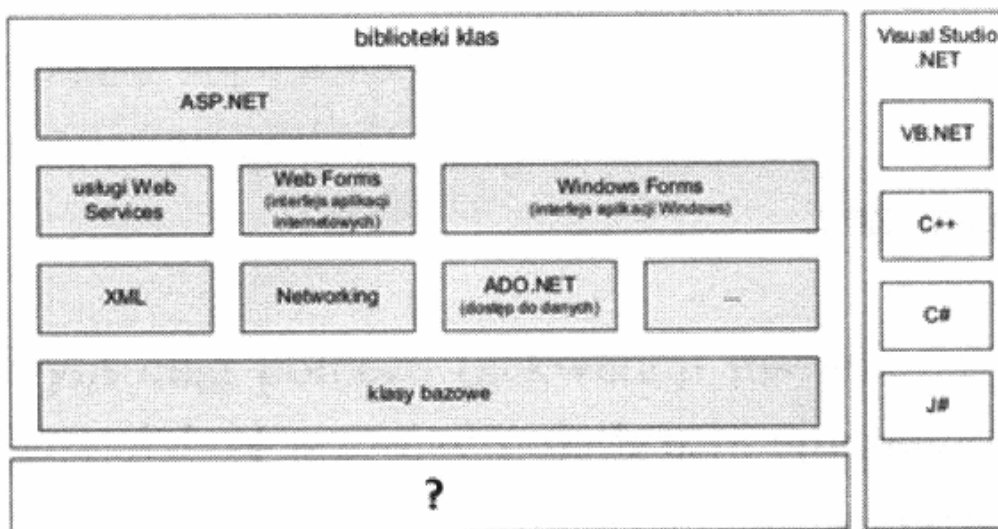 biblioteki klas
ASP.NET
usługi Web
Services
Web Forms
(interfejs aplikacji
internetowych)
Windows Forms
(interfejs aplikacji Windows)
XML
Networking
ADO.NET
(dostęp do danych)
...
klasy bazowe
?
Visual Studio
.NET
VB.NET
C++
C#
J#